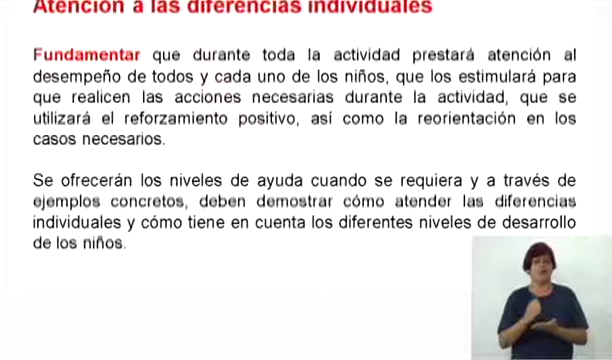 Atención a las diferencias individuales
Fundamentar que durante toda la actividad prestará atención al
desempeño de todos y cada uno de los niños, que los estimulará para
que realicen las acciones necesarias durante la actividad, que se
utilizará el reforzamiento positivo, así como la reorientación en los
casos necesarios.
Se ofrecerán los niveles de ayuda cuando se requiera y a través de
ejemplos concretos, deben demostrar cómo atender las diferencias
individuales y cómo tiene en cuenta los diferentes niveles de desarrollo
de los niños.